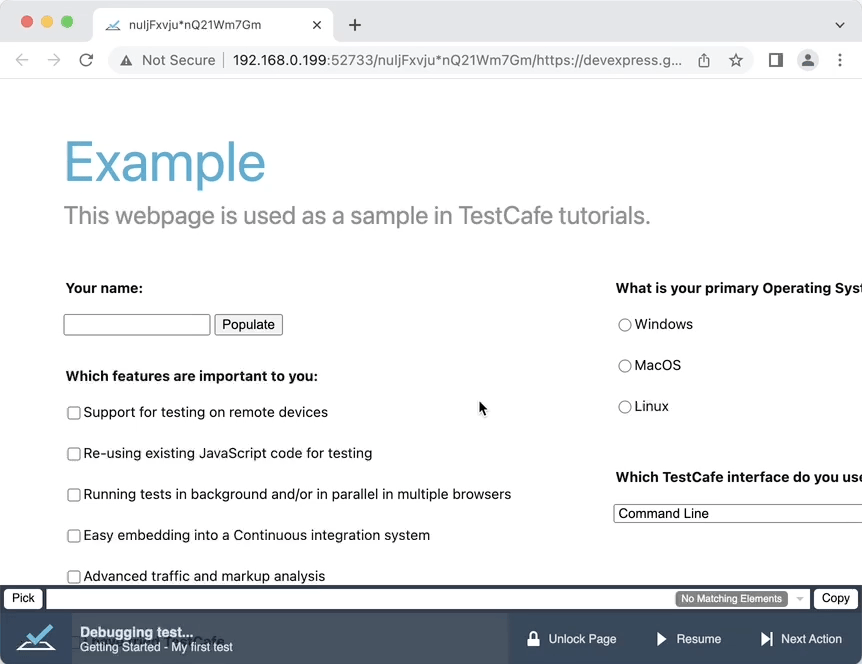 nuIjFxvju*nQ21Wm7Gm
Not Secure
192.168.0.199:52733/nuIjFxvju*nQ21Wm7Gm/https://devexpress.g...
Example
This webpage is used as a sample in TestCafe tutorials.
Your name:
Populate
Which features are important to you:
Support for testing on remote devices
Re-using existing JavaScript code for testing
Running tests in background and/or in parallel in multiple browsers
Easy embedding into a Continuous integration system
Advanced traffic and markup analysis
What is your primary Operating Syst
Windows
MacOS
Linux
Which TestCafe interface do you use
Command Line
Pick
No Matching Elements
Copy
Debugging test...
Getting Started - My first test
Unlock Page
Resume
Next Action